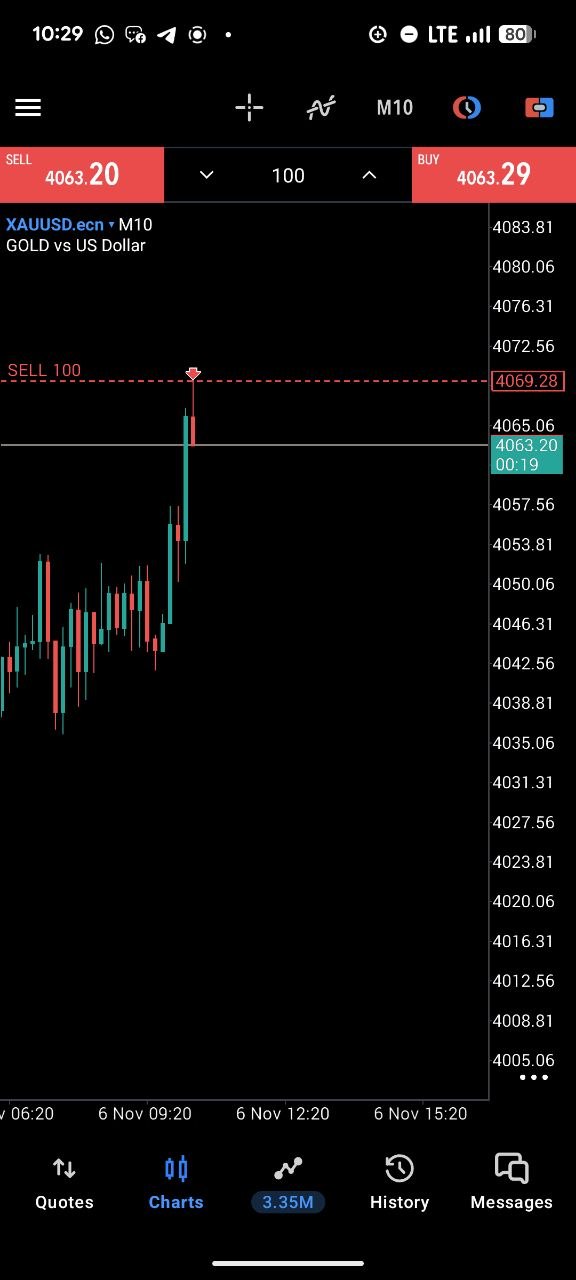 10:29 LTE 80
M10
SELL 4063.20
100
BUY 4063.29
XAUUSD.ecn ▾ M10
GOLD vs US Dollar
4083.81
4080.06
4076.31
4072.56
SELL 100
4069.28
4065.06
4063.20
00:19
4057.56
4053.81
4050.06
4046.31
4042.56
4038.81
4035.06
4031.31
4027.56
4023.81
4020.06
4016.31
4012.56
4008.81
4005.06
v 06:20 6 Nov 09:20 6 Nov 12:20 6 Nov 15:20
Quotes Charts 3.35M History Messages